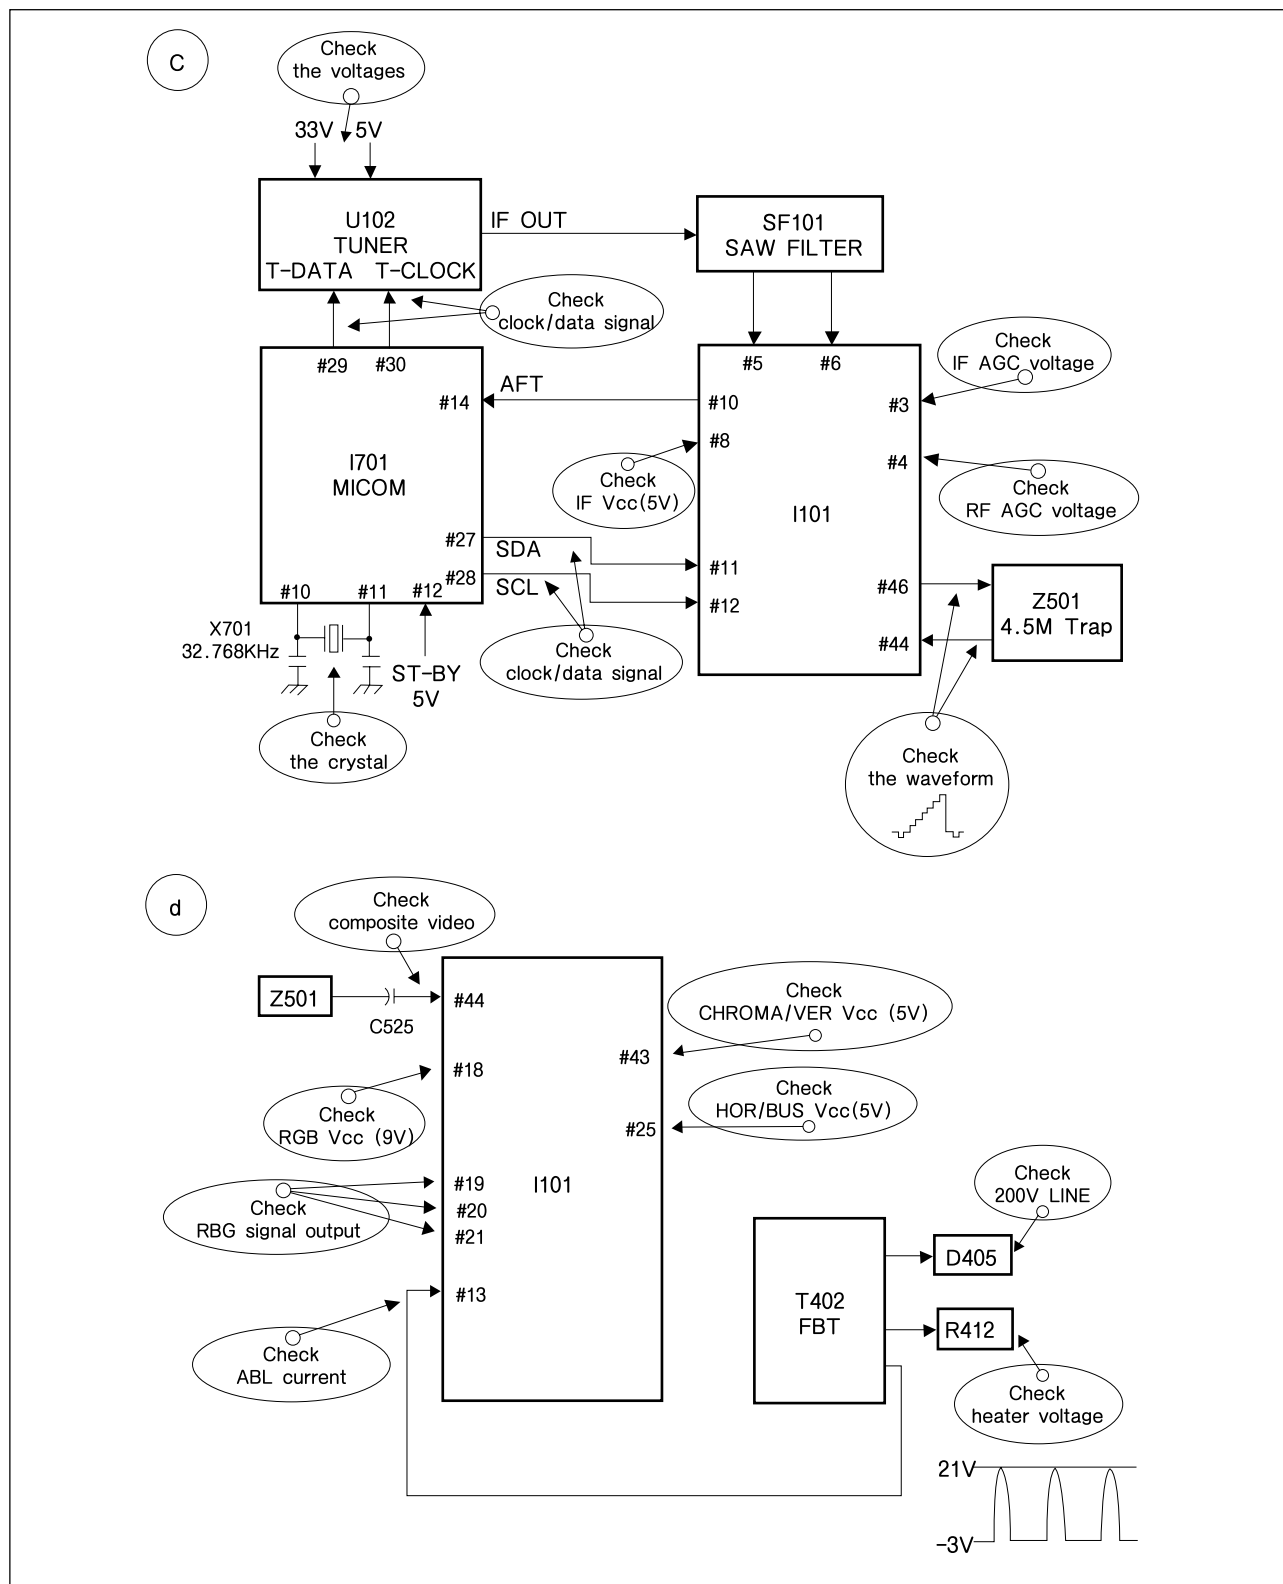 C
Check
the voltages
33V 5V
U102
TUNER
T-DATA T-CLOCK
IF OUT
SF101
SAW FILTER
Check
clock/data signal
#29 #30
#14
AFT
I701
MICOM
#27
#28
#10 #11 #12
SDA
SCL
X701
32.768KHz
ST-BY
5V
Check
the crystal
Check
clock/data signal
Check
IF Vcc(5V)
#5 #6
#10
#8
#3
#4
I101
#11
#12
#46
#44
Check
IF AGC voltage
Check
RF AGC voltage
Z501
4.5M Trap
Check
the waveform
d
Check
composite video
Z501
C525
#44
#18
Check
RGB Vcc (9V)
#19
#20
#21
Check
RBG signal output
#13
Check
ABL current
I101
#43
#25
Check
CHROMA/VER Vcc (5V)
Check
HOR/BUS Vcc(5V)
Check
200V LINE
T402
FBT
D405
R412
Check
heater voltage
21V
-3V